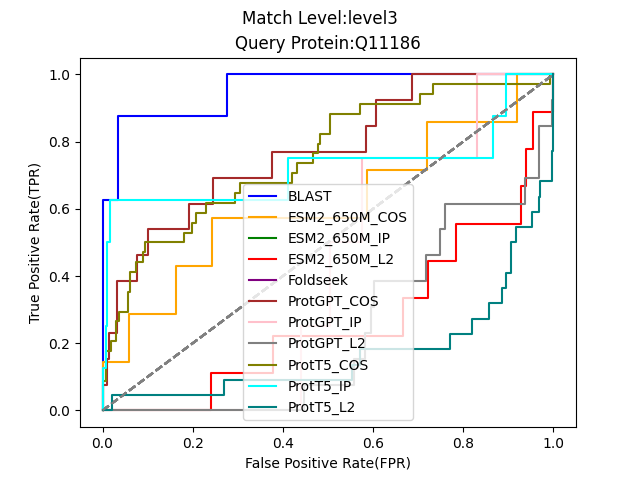 Match Level:level3
Query Protein:Q11186
True Positive Rate(TPR)
1.0
0.8
0.6
0.4
0.2
0.0
BLAST
ESM2_650M_COS
ESM2_650M_IP
ESM2_650M_L2
Foldseek
ProtGPT_COS
ProtGPT_IP
ProtGPT_L2
ProtT5_COS
ProtT5_IP
ProtT5_L2
0.0 0.2 0.4 0.6 0.8 1.0
False Positive Rate(FPR)